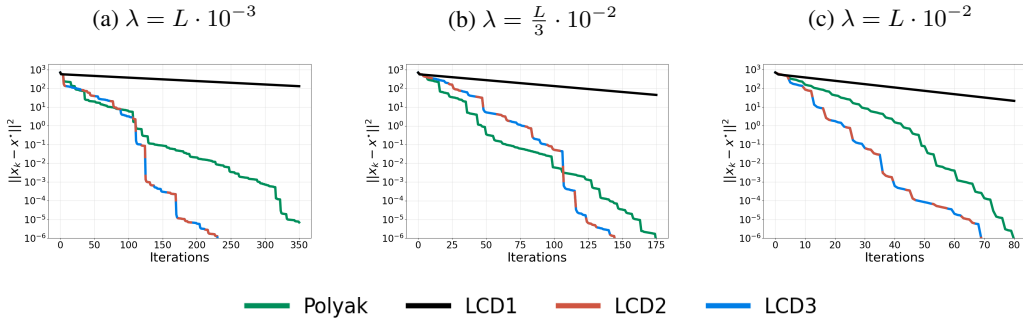 (a) λ = L · 10⁻³
(b) λ = L/3 · 10⁻²
(c) λ = L · 10⁻²
10³
10²
10¹
10⁰
10⁻¹
10⁻²
10⁻³
10⁻⁴
10⁻⁵
10⁻⁶
||x_k − x*||²
0 50 100 150 200 250 300 350
Iterations
10³
10²
10¹
10⁰
10⁻¹
10⁻²
10⁻³
10⁻⁴
10⁻⁵
10⁻⁶
||x_k − x*||²
0 25 50 75 100 125 150 175
Iterations
10³
10²
10¹
10⁰
10⁻¹
10⁻²
10⁻³
10⁻⁴
10⁻⁵
10⁻⁶
||x_k − x*||²
0 10 20 30 40 50 60 70 80
Iterations
Polyak LCD1 LCD2 LCD3